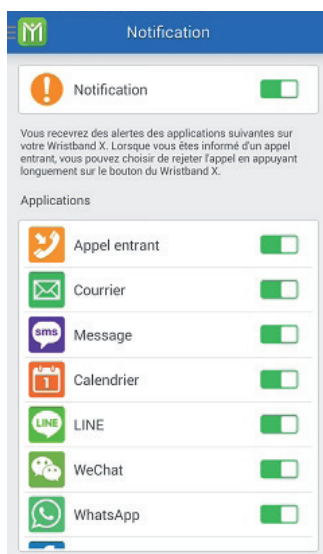 Notification
Notification
Vous recevrez des alertes des applications suivantes sur
votre Wristband X. Lorsque vous êtes informé d'un appel
entrant, vous pouvez choisir de rejeter l'appel en appuyant
longuement sur le bouton du Wristband X.
Applications
Appel entrant
Courrier
sms
Message
1
Calendrier
LINE
LINE
WeChat
WhatsApp